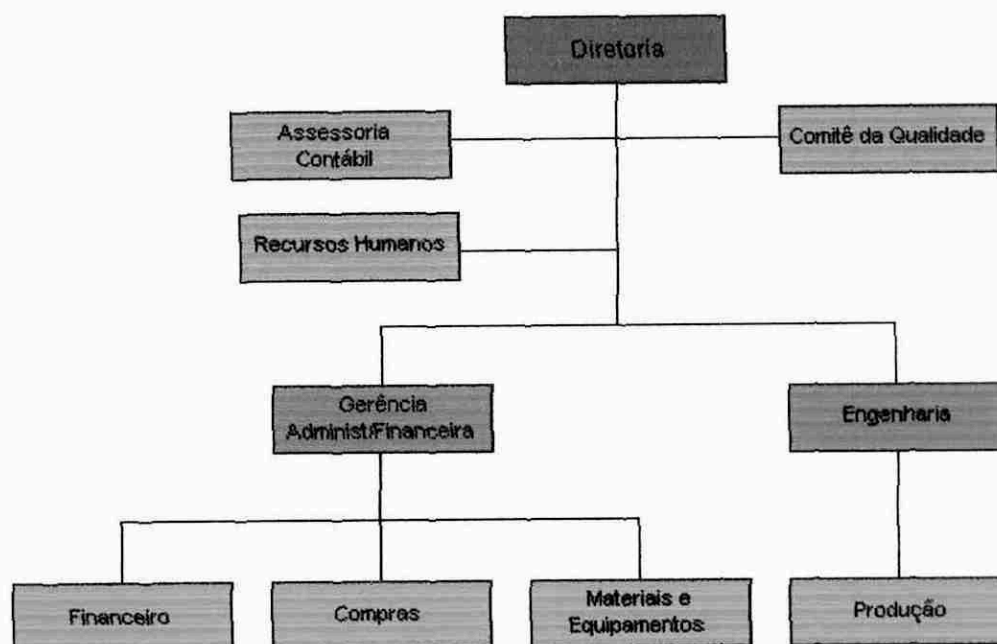 Diretoria
Assessoria
Contábil
Comitê da Qualidade
Recursos Humanos
Gerência
Administ/Financeira
Engenharia
Financeiro
Compras
Materiais e
Equipamentos
Produção